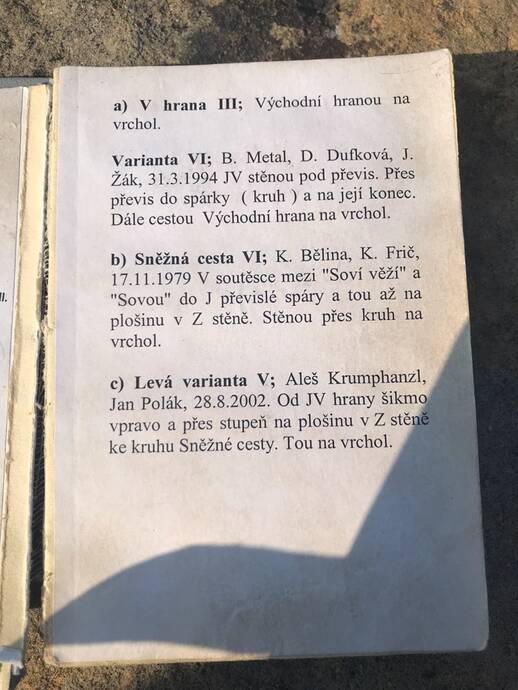 a) V hrana III; Východní hranou na
vrchol.
Varianta VI; B. Metal, D. Dufková, J.
Žák, 31.3.1994 JV stěnou pod převis. Přes
převis do spárky ( kruh ) a na její konec.
Dále cestou Východní hrana na vrchol.
b) Sněžná cesta VI; K. Bělina, K. Frič,
17.11.1979 V soutěsce mezi "Soví věží" a
"Sovou" do J převislé spáry a tou až na
plošinu v Z stěně. Stěnou přes kruh na
vrchol.
c) Levá varianta V; Aleš Krumphanzl,
Jan Polák, 28.8.2002. Od JV hrany šikmo
vpravo a přes stupeň na plošinu v Z stěně
ke kruhu Sněžné cesty. Tou na vrchol.